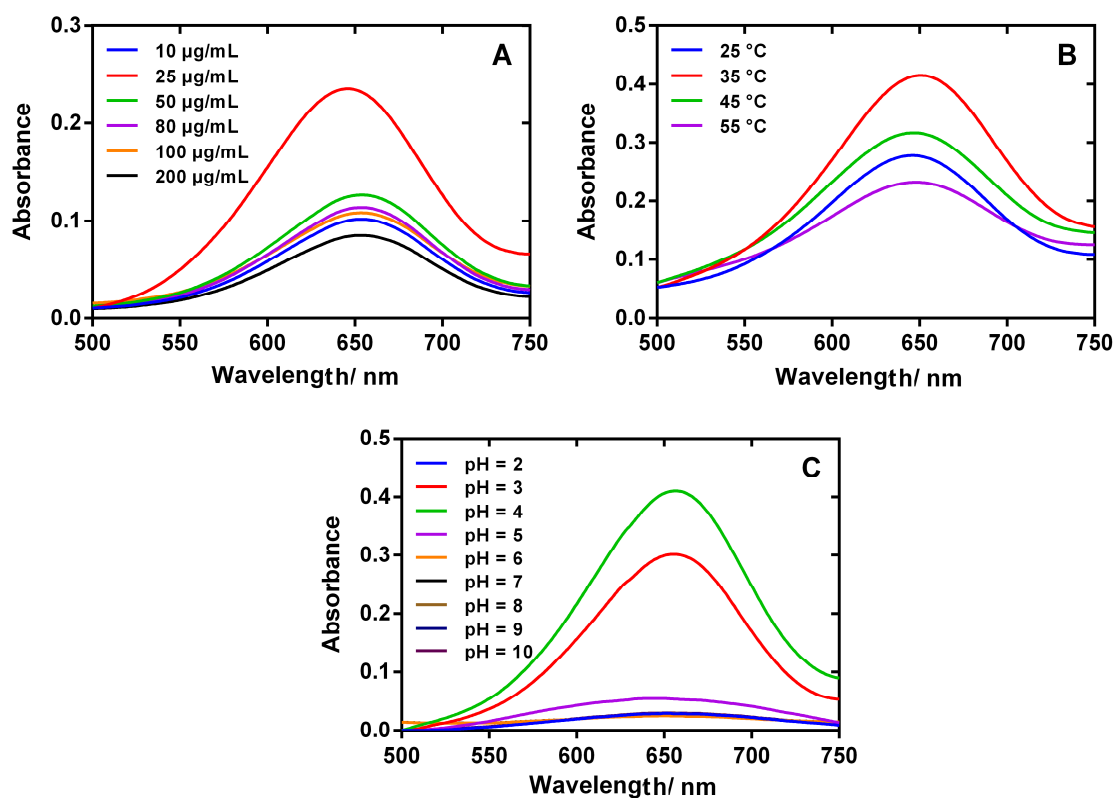 A
0.3
0.2
0.1
0.0
Absorbance
10 µg/mL
25 µg/mL
50 µg/mL
80 µg/mL
100 µg/mL
200 µg/mL
500 550 600 650 700 750
Wavelength/ nm
B
0.5
0.4
0.3
0.2
0.1
0.0
Absorbance
25 °C
35 °C
45 °C
55 °C
500 550 600 650 700 750
Wavelength/ nm
C
0.5
0.4
0.3
0.2
0.1
0.0
Absorbance
pH = 2
pH = 3
pH = 4
pH = 5
pH = 6
pH = 7
pH = 8
pH = 9
pH = 10
500 550 600 650 700 750
Wavelength/ nm